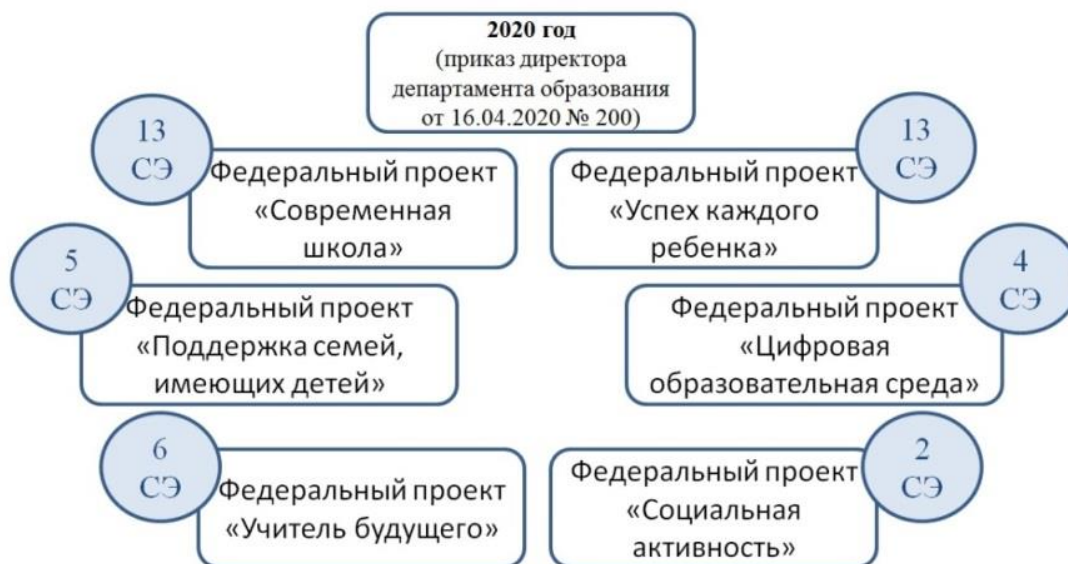 2020 год
(приказ директора
департамента образования
от 16.04.2020 № 200)
13
СЭ
Федеральный проект
«Современная
школа»
13
СЭ
Федеральный проект
«Успех каждого
ребенка»
5
СЭ
Федеральный проект
«Поддержка семей,
имеющих детей»
4
СЭ
Федеральный проект
«Цифровая
образовательная среда»
6
СЭ
Федеральный проект
«Учитель будущего»
2
СЭ
Федеральный проект
«Социальная
активность»